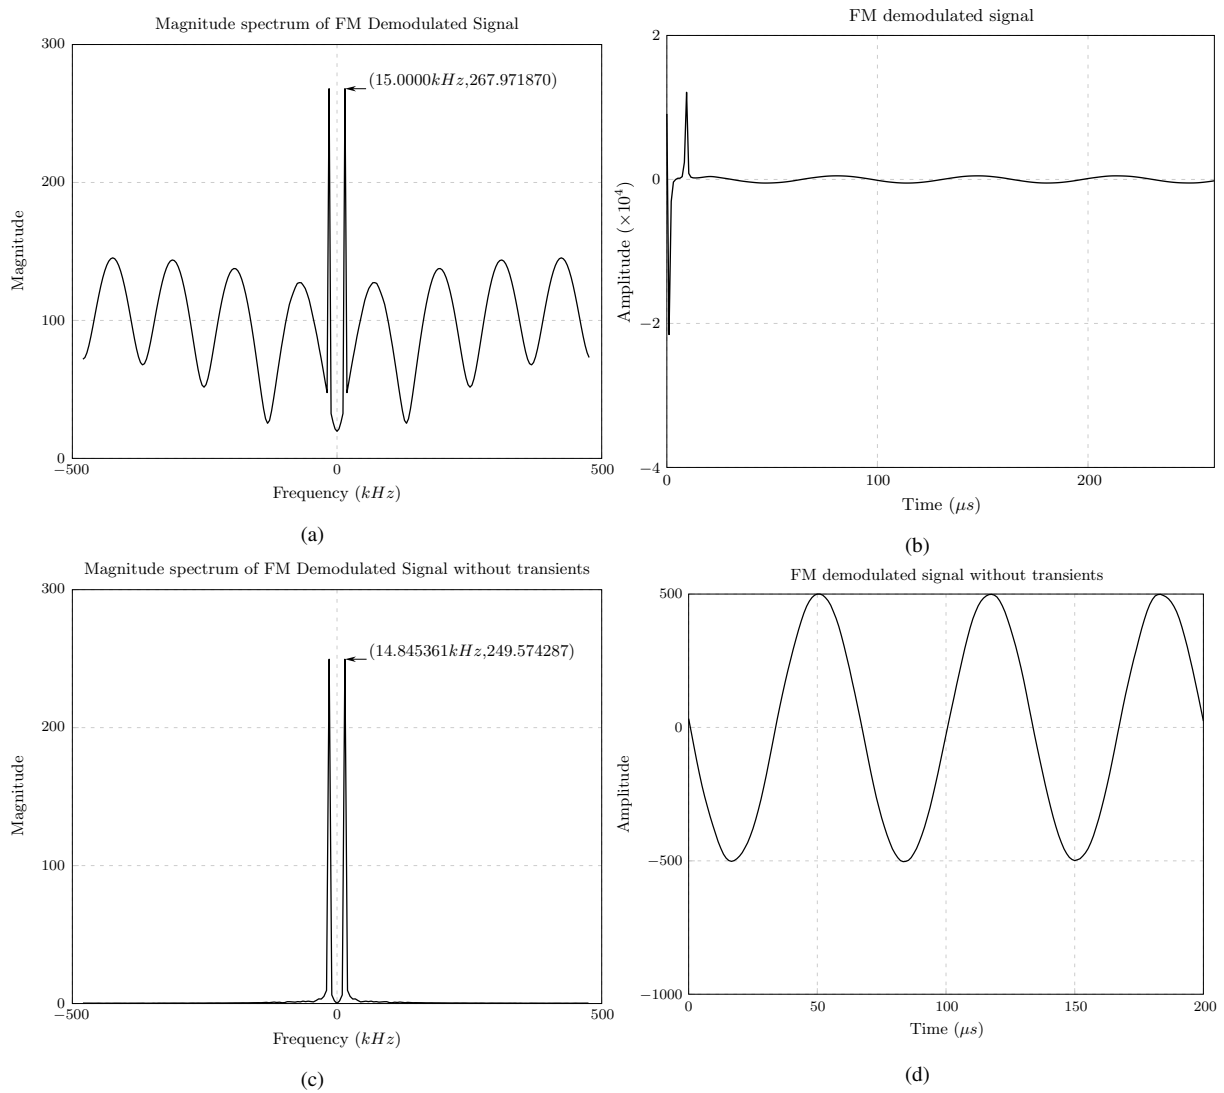 Magnitude spectrum of FM Demodulated Signal
300
(15.0000kHz,267.971870)
200
Magnitude
100
0
−500
0
500
Frequency (kHz)
(a)
FM demodulated signal
2
0
Amplitude (×10⁴)
−2
−4
0
100
200
Time (μs)
(b)
Magnitude spectrum of FM Demodulated Signal without transients
300
(14.845361kHz,249.574287)
200
Magnitude
100
0
−500
0
500
Frequency (kHz)
(c)
FM demodulated signal without transients
500
0
Amplitude
−500
−1000
0
50
100
150
200
Time (μs)
(d)